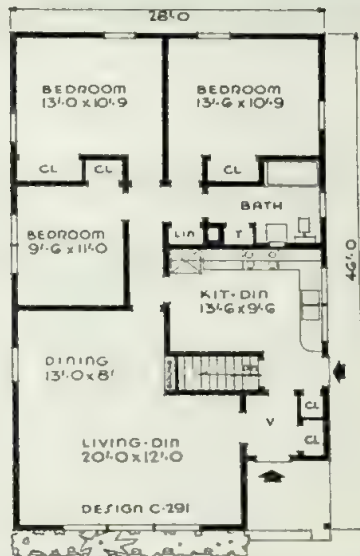 28'-0
BEDROOM
13'-0 x 10'-9
BEDROOM
13'-6 x 10'-9
CL
CL
CL
BATH
46'-0
BEDROOM
9'-6 x 11'-0
LIN
T
KIT-DIN
13'-6 x 9'-6
DINING
13'-0 x 8'
CL
V
CL
LIVING-DIN
20'-0 x 12'-0
DESIGN C-291